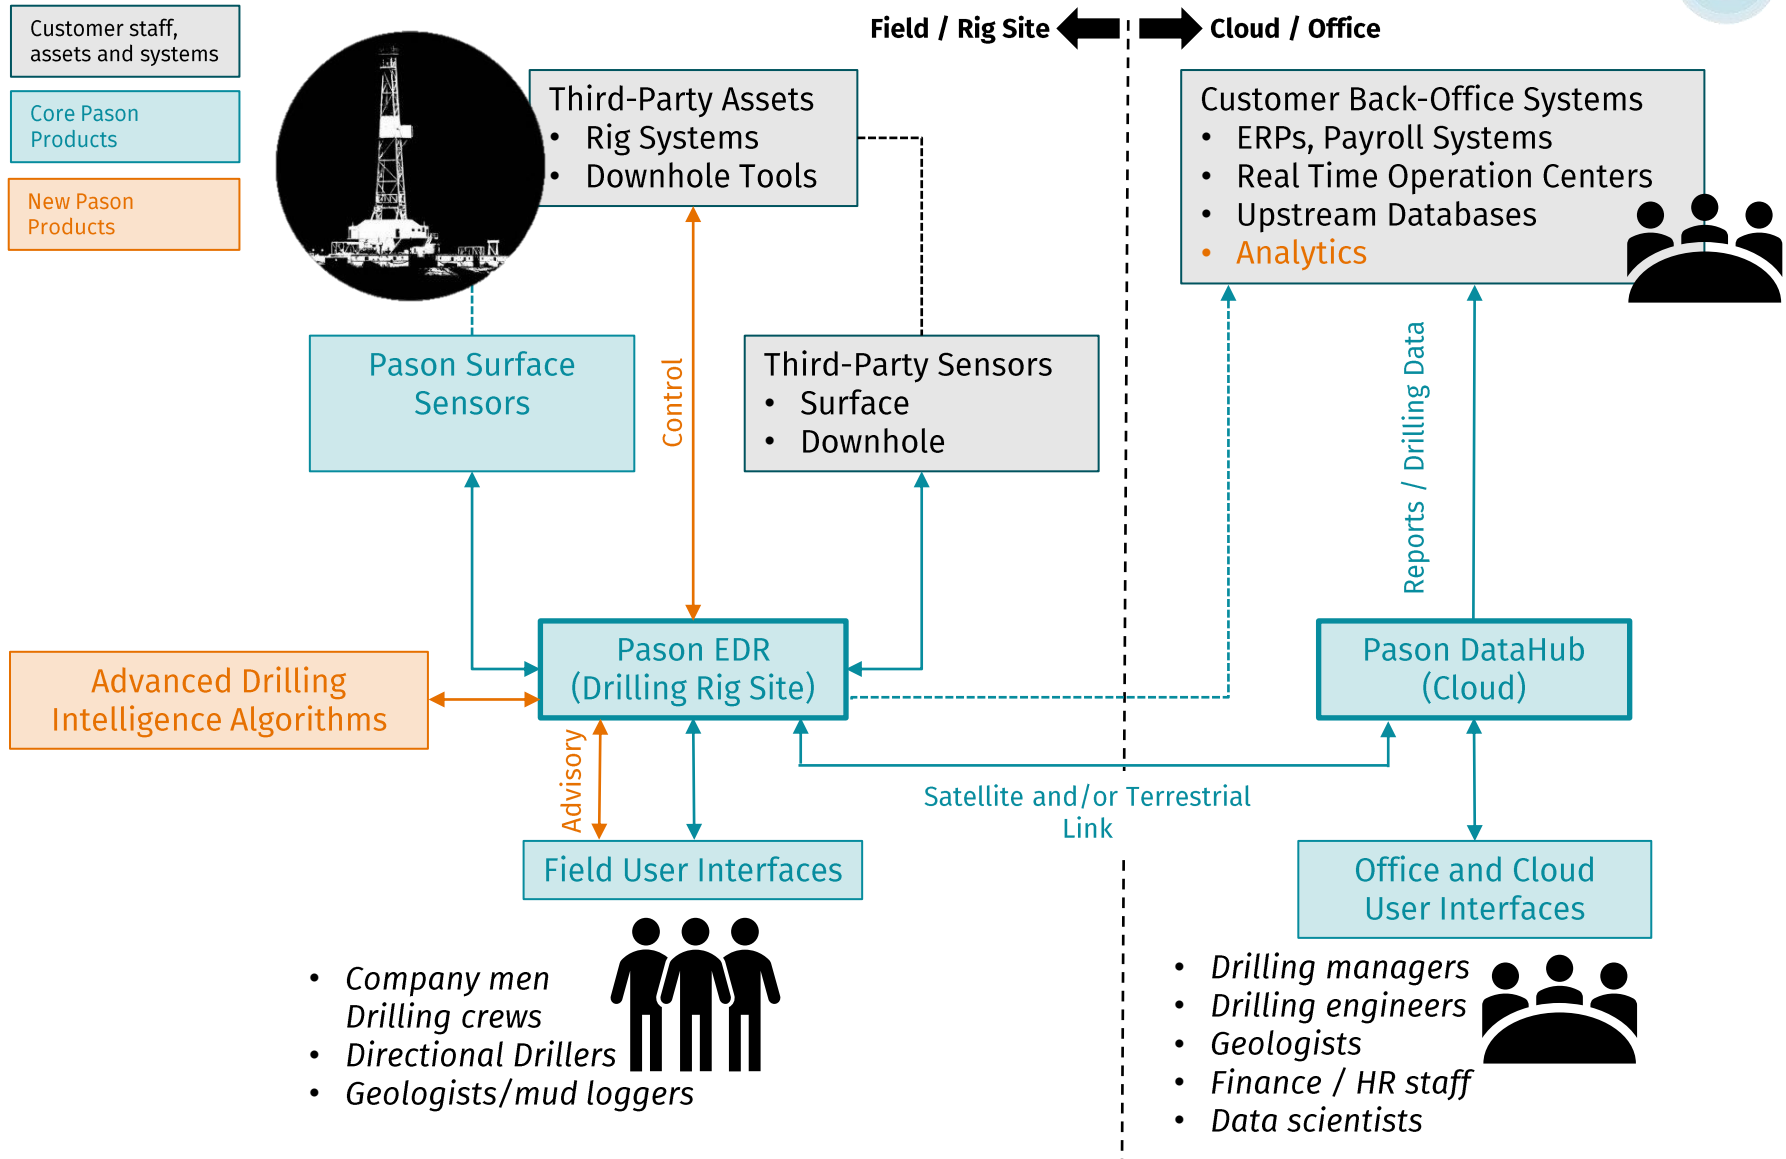 Customer staff,
assets and systems
Core Pason
Products
New Pason
Products
Field / Rig Site
Cloud / Office
Third-Party Assets
• Rig Systems
• Downhole Tools
Customer Back-Office Systems
• ERPs, Payroll Systems
• Real Time Operation Centers
• Upstream Databases
• Analytics
Pason Surface
Sensors
Control
Third-Party Sensors
• Surface
• Downhole
Reports / Drilling Data
Advanced Drilling
Intelligence Algorithms
Pason EDR
(Drilling Rig Site)
Pason DataHub
(Cloud)
Advisory
Satellite and/or Terrestrial
Link
Field User Interfaces
Office and Cloud
User Interfaces
• Company men
Drilling crews
• Directional Drillers
• Geologists/mud loggers
• Drilling managers
• Drilling engineers
• Geologists
• Finance / HR staff
• Data scientists